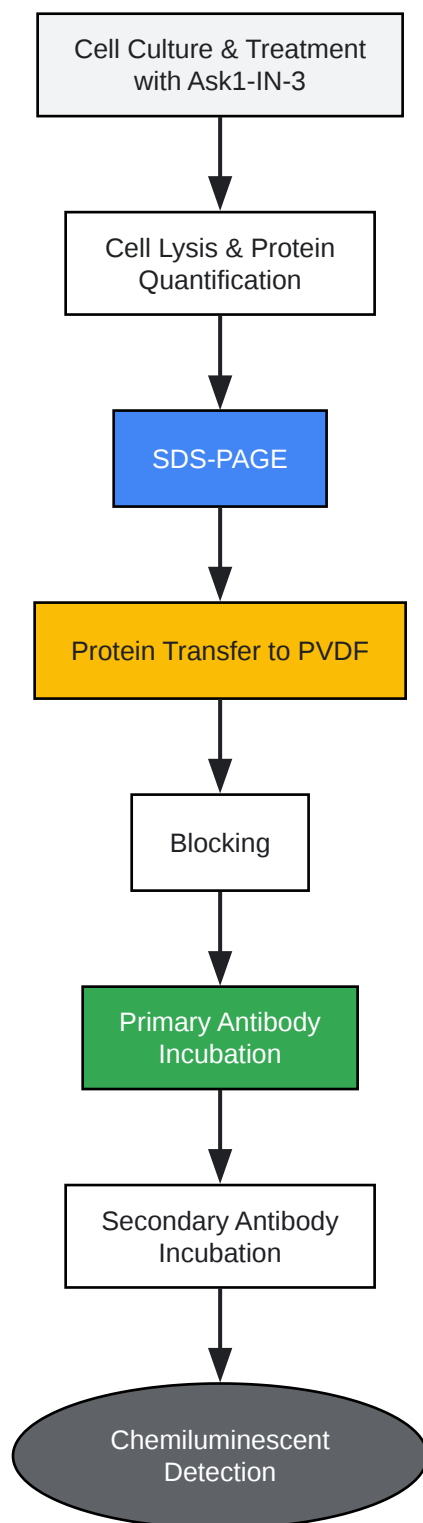 Cell Culture & Treatment
with Ask1-IN-3
Cell Lysis & Protein
Quantification
SDS-PAGE
Protein Transfer to PVDF
Blocking
Primary Antibody
Incubation
Secondary Antibody
Incubation
Chemiluminescent
Detection